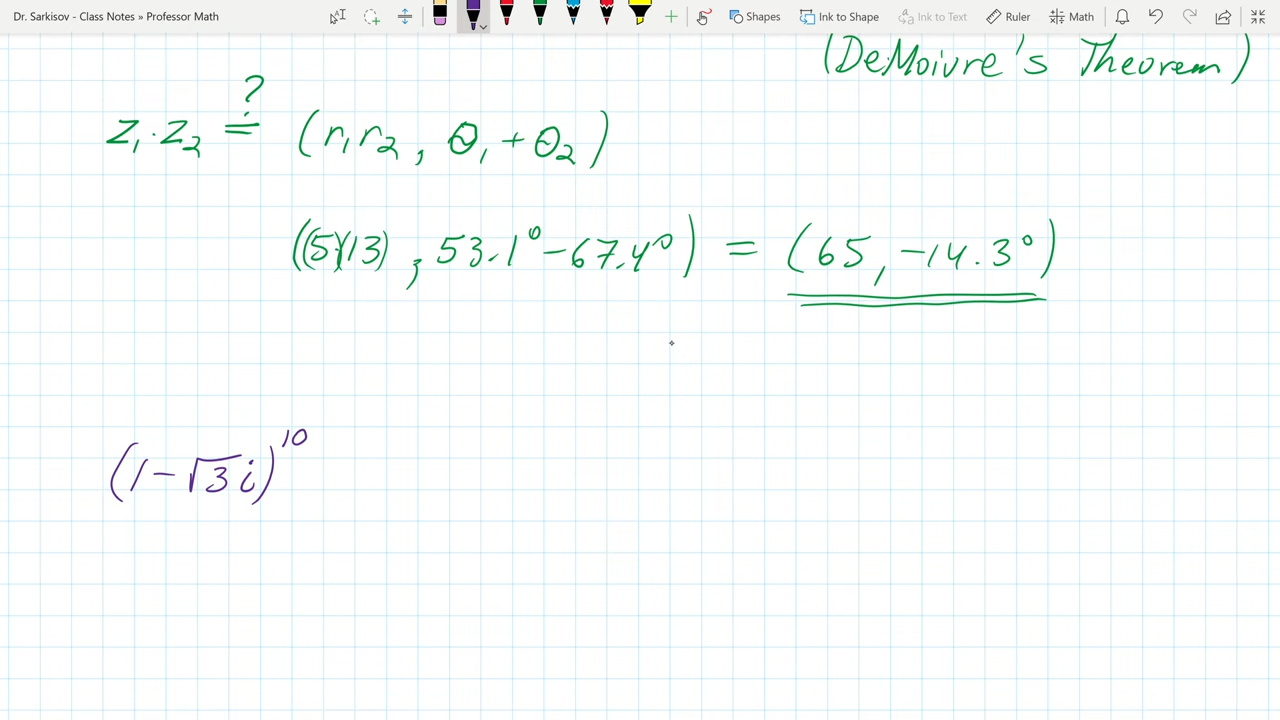 Dr. Sarkisov - Class Notes » Professor Math
Shapes Ink to Shape Ink to Text Ruler Math
(DeMoivre's Theorem)
z₁·z₂ ≟ (r₁r₂, θ₁+θ₂)
((5)(13), 53.1°-67.4°) = (65, -14.3°)
(1-√3i)¹⁰